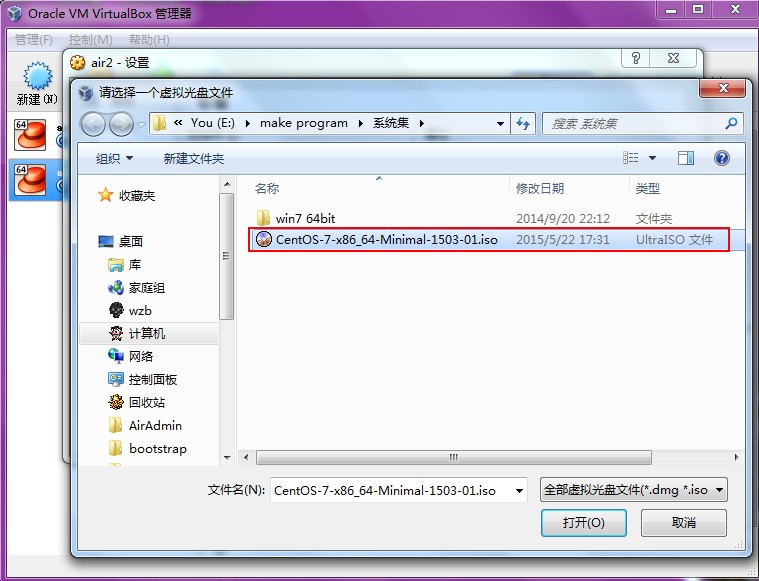 Oracle VM VirtualBox 管理器
管理(F) 控制(M) 帮助(H)
air2 - 设置
新建(N)
请选择一个虚拟光盘文件
« You (E:) ▸ make program ▸ 系统集 ▸
搜索 系统集
组织 新建文件夹
名称 修改日期 类型
收藏夹
桌面
库
家庭组
wzb
计算机
网络
控制面板
回收站
AirAdmin
bootstrap
win7 64bit 2014/9/20 22:12 文件夹
CentOS-7-x86_64-Minimal-1503-01.iso 2015/5/22 17:31 UltraISO 文件
64
64
文件名(N): CentOS-7-x86_64-Minimal-1503-01.iso 全部虚拟光盘文件(*.dmg *.iso
打开(O) 取消